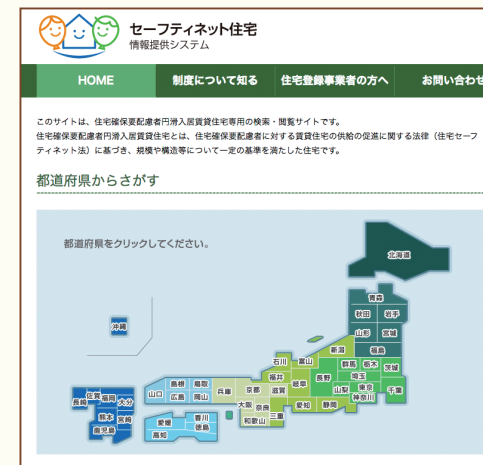 セーフティネット住宅
情報提供システム
HOME 制度について知る 住宅登録事業者の方へ お問い合わせ
このサイトは、住宅確保要配慮者円滑入居賃貸住宅専用の検索・閲覧サイトです。
住宅確保要配慮者円滑入居賃貸住宅とは、住宅確保要配慮者に対する賃貸住宅の供給の促進に関する法律（住宅セーフ
ティネット法）に基づき、規模や構造等について一定の基準を満たした住宅です。
都道府県からさがす
都道府県をクリックしてください。
北海道
青森
秋田 岩手
沖縄
山形 宮城
新潟 福島
石川 富山 群馬 栃木 茨城
福井 岐阜 長野 埼玉
島根 鳥取 兵庫 京都 滋賀 山梨 東京 千葉
山口 広島 岡山 神奈川
長崎 佐賀 福岡 大分 大阪 奈良 愛知 静岡
和歌山 三重
熊本 宮崎 愛媛 香川
鹿児島 高知 徳島